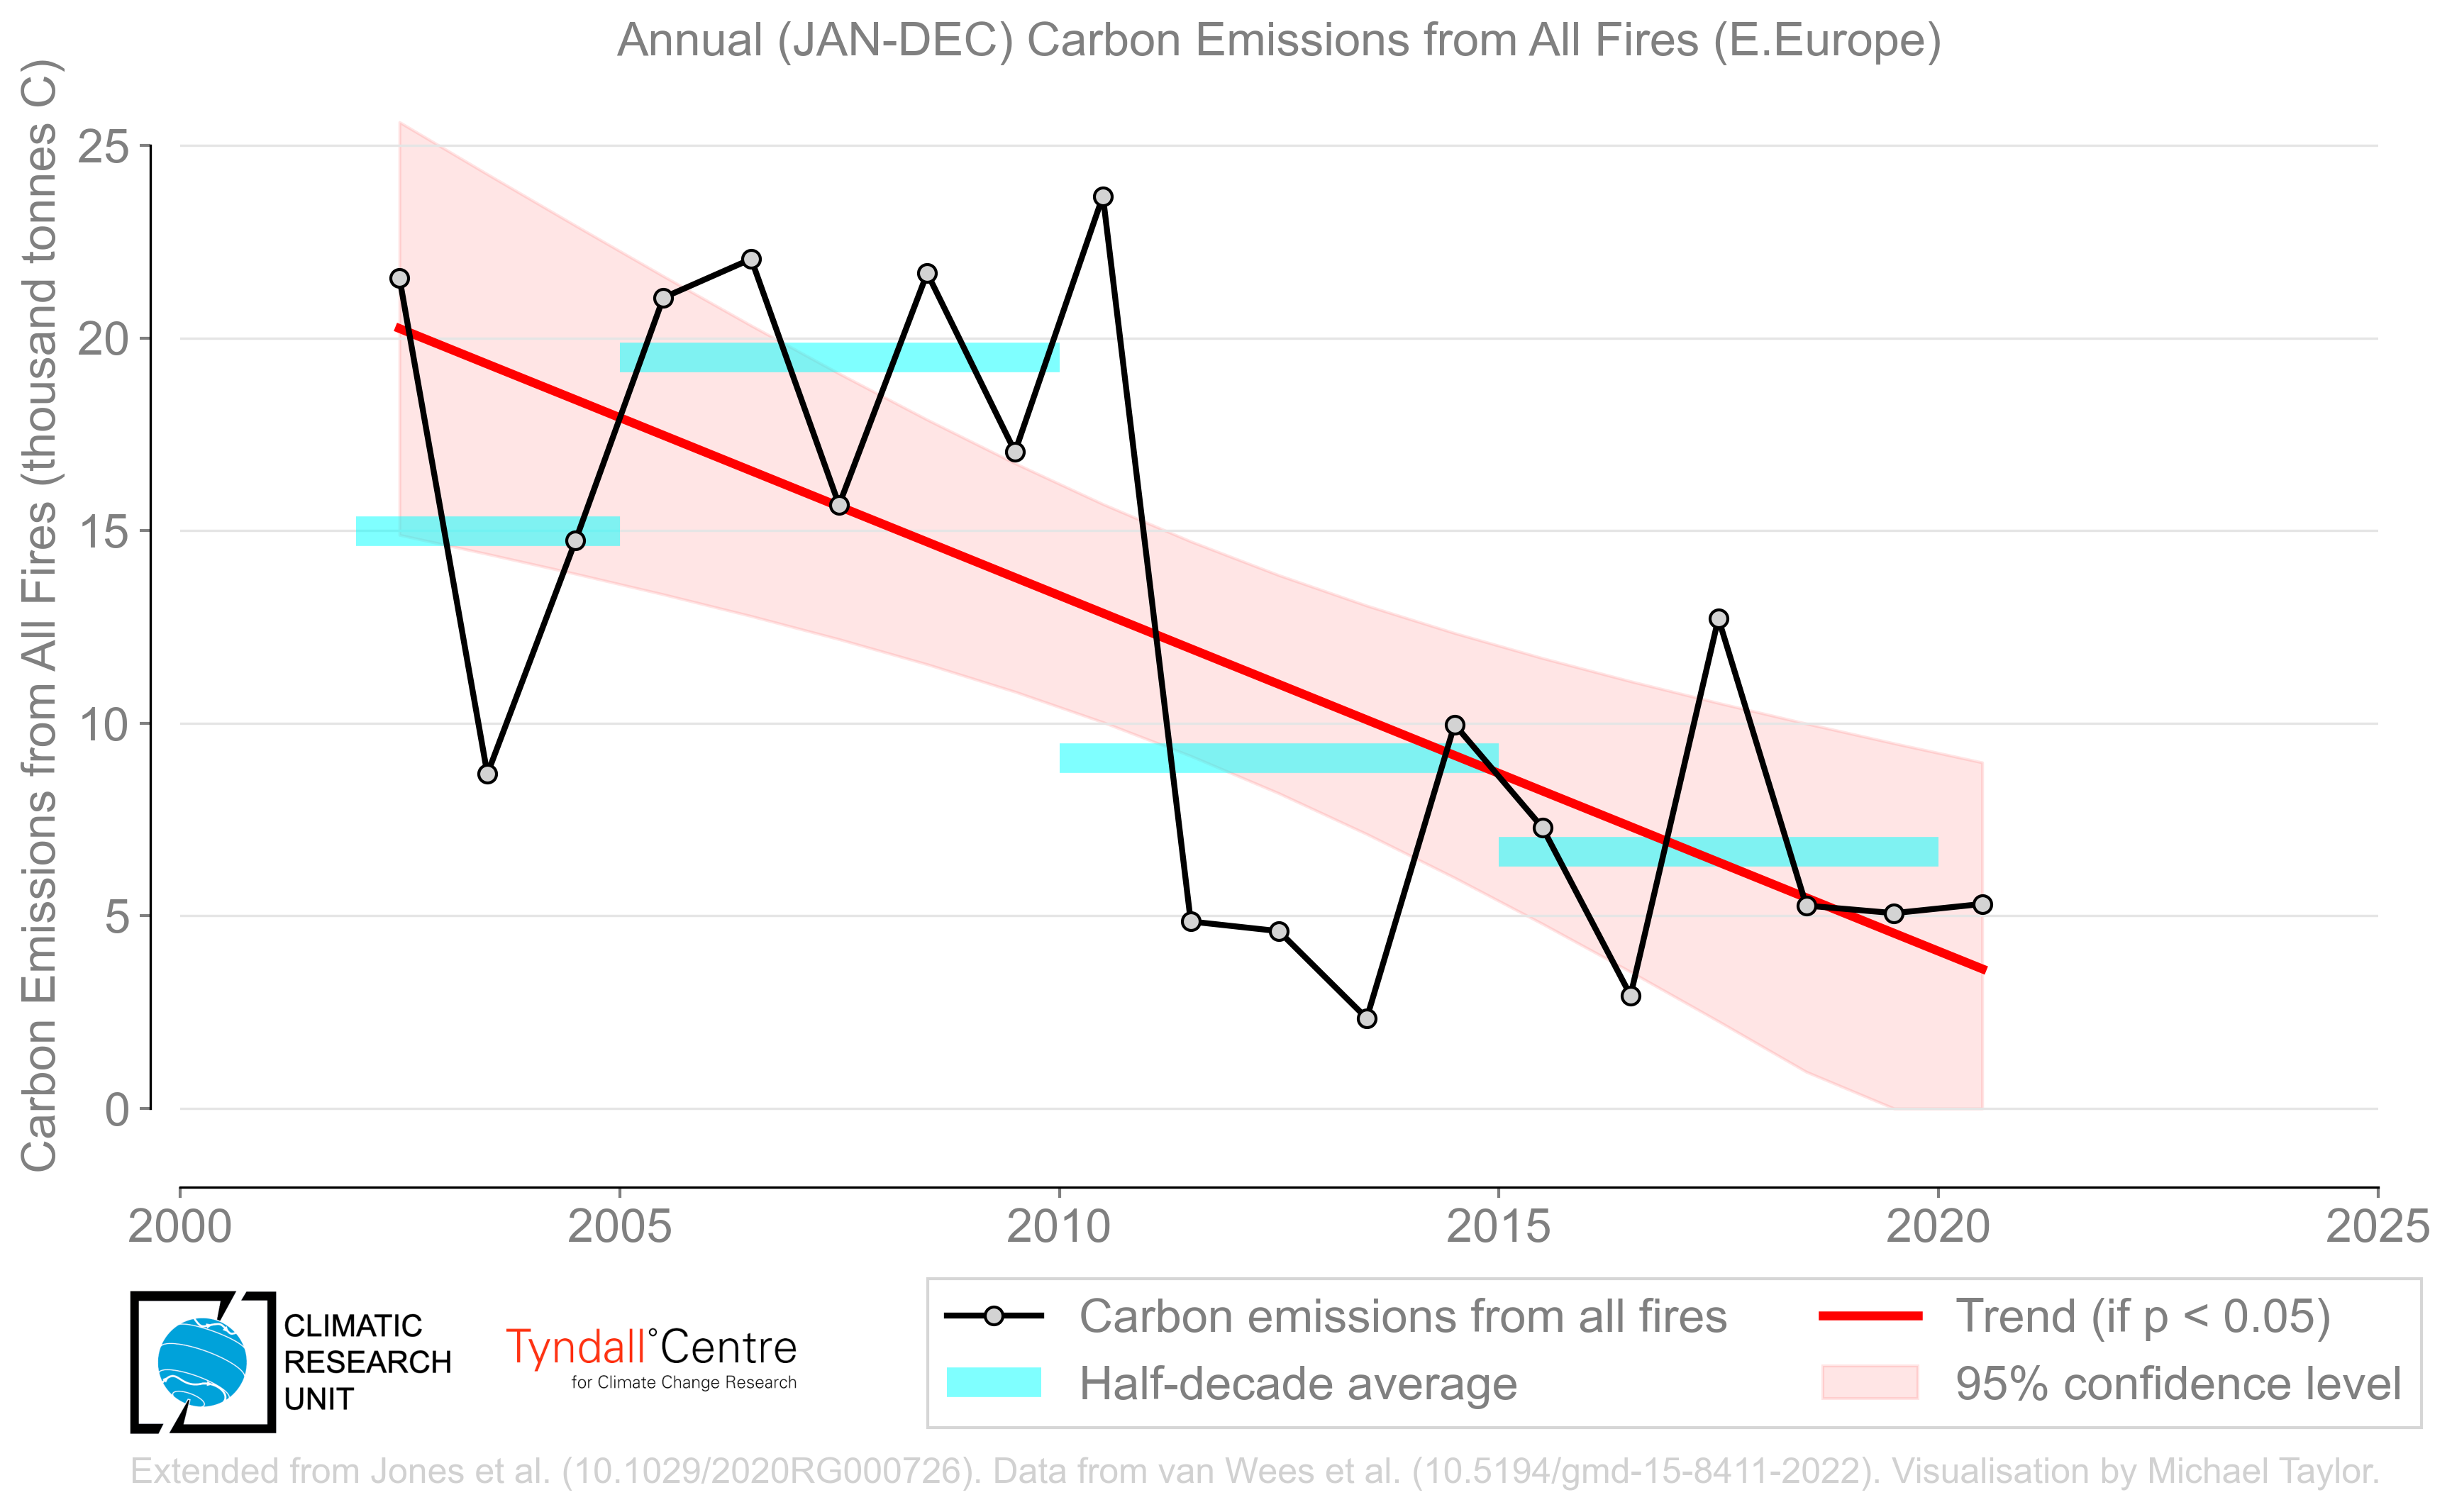 Annual (JAN-DEC) Carbon Emissions from All Fires (E.Europe)
Carbon Emissions from All Fires (thousand tonnes C)
25
20
15
10
5
0
2000 2005 2010 2015 2020 2025
CLIMATIC
RESEARCH
UNIT
Tyndall°Centre
for Climate Change Research
Carbon emissions from all fires
Half-decade average
Trend (if p < 0.05)
95% confidence level
Extended from Jones et al. (10.1029/2020RG000726). Data from van Wees et al. (10.5194/gmd-15-8411-2022). Visualisation by Michael Taylor.